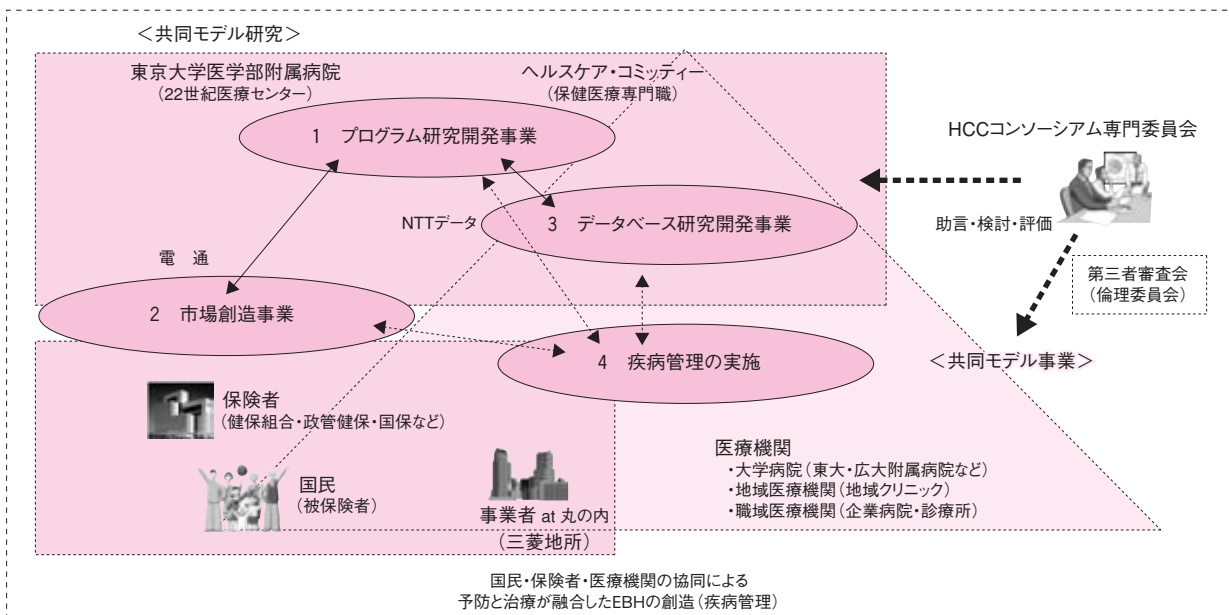 ＜共同モデル研究＞
東京大学医学部附属病院
（22世紀医療センター）
ヘルスケア・コミッティー
（保健医療専門職）
1 プログラム研究開発事業
HCCコンソーシアム専門委員会
NTTデータ
3 データベース研究開発事業
助言・検討・評価
電 通
第三者審査会
（倫理委員会）
2 市場創造事業
4 疾病管理の実施
＜共同モデル事業＞
保険者
（健保組合・政管健保・国保など）
国民
（被保険者）
事業者 at 丸の内
（三菱地所）
医療機関
・大学病院（東大・広大附属病院など）
・地域医療機関（地域クリニック）
・職域医療機関（企業病院・診療所）
国民・保険者・医療機関の協同による
予防と治療が融合したEBHの創造（疾病管理）